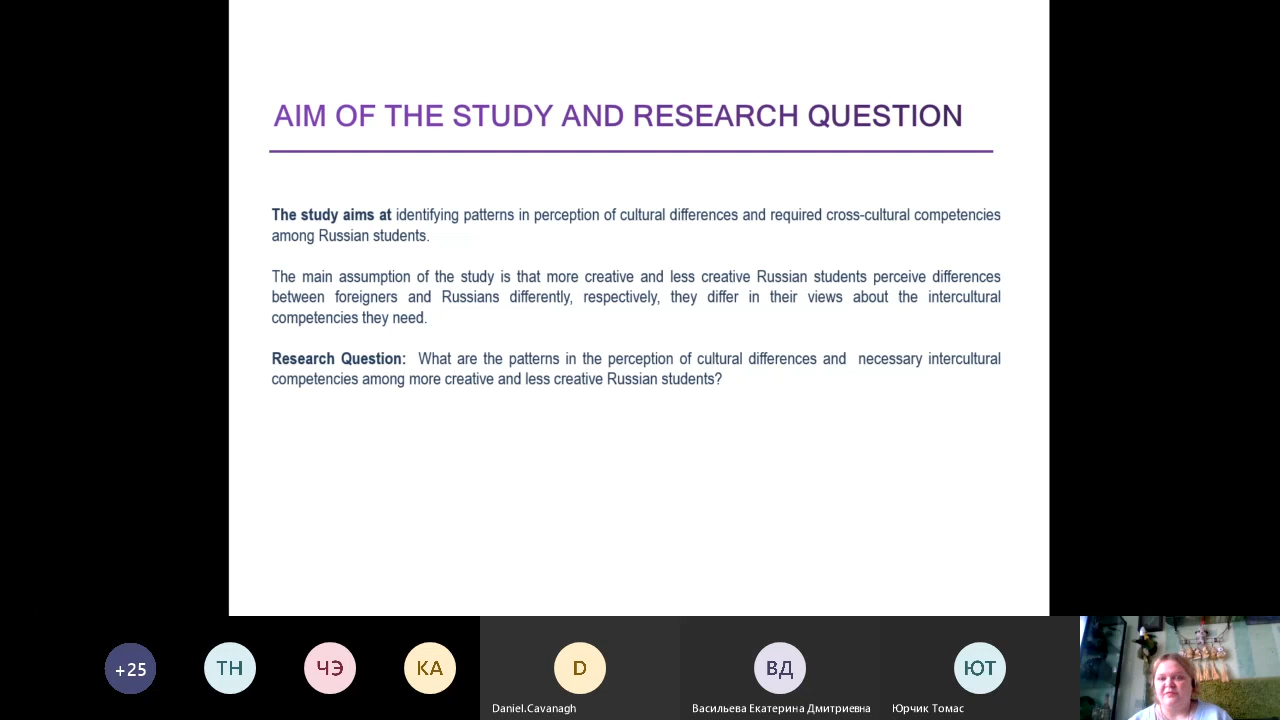 AIM OF THE STUDY AND RESEARCH QUESTION
The study aims at identifying patterns in perception of cultural differences and required cross-cultural competencies
among Russian students.
The main assumption of the study is that more creative and less creative Russian students perceive differences
between foreigners and Russians differently, respectively, they differ in their views about the intercultural
competencies they need.
Research Question: What are the patterns in the perception of cultural differences and necessary intercultural
competencies among more creative and less creative Russian students?
+25
ТН
ЧЭ
КА
D
ВД
ЮТ
Daniel.Cavanagh
Васильева Екатерина Дмитриевна
Юрчик Томас